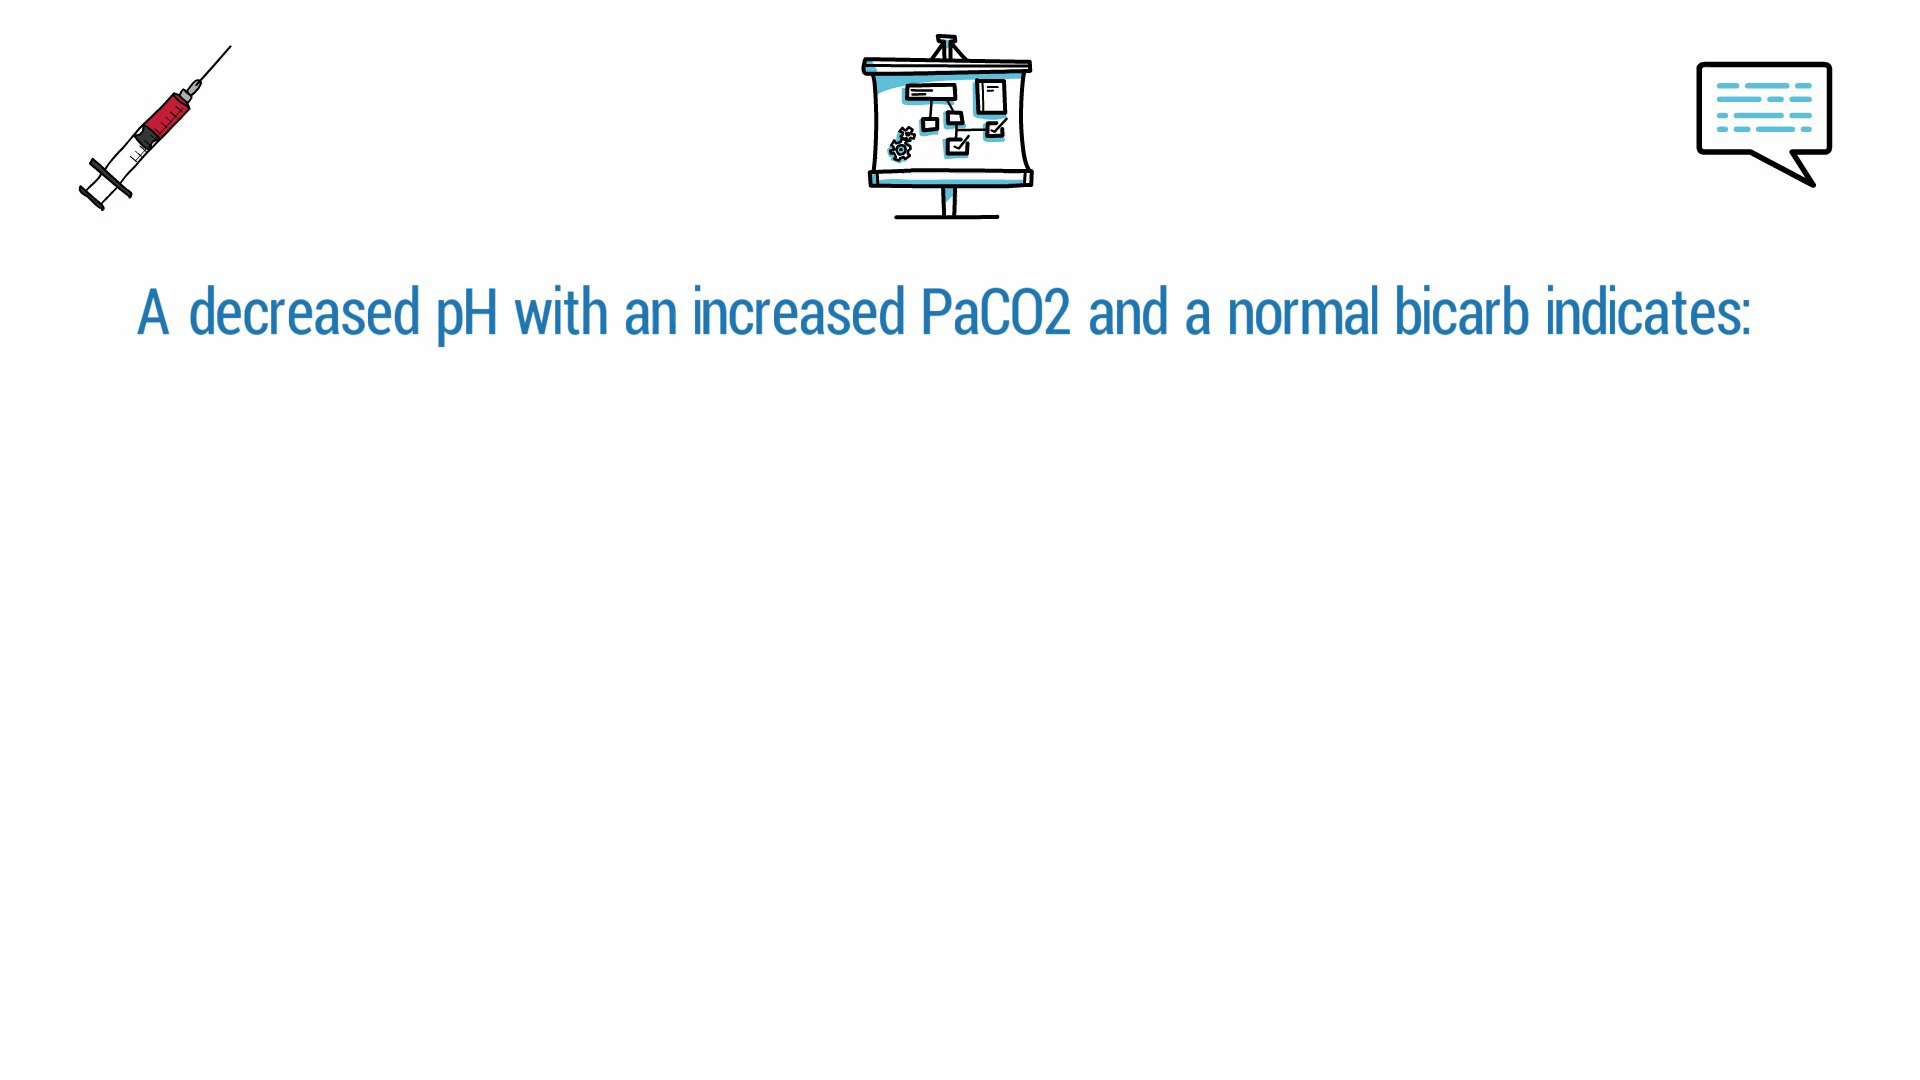 A decreased pH with an increased PaCO2 and a normal bicarb indicates: